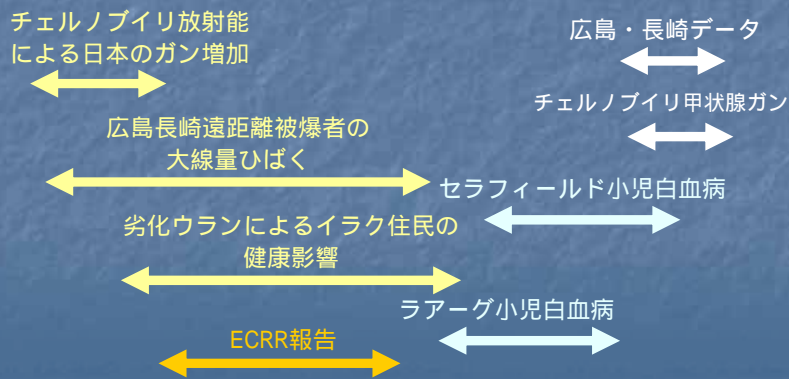 チェルノブイリ放射能
による日本のガン増加
広島・長崎データ
チェルノブイリ甲状腺ガン
広島長崎遠距離被爆者の
大線量ひばく
セラフィールド小児白血病
劣化ウランによるイラク住民の
健康影響
ラアーグ小児白血病
ECRR報告